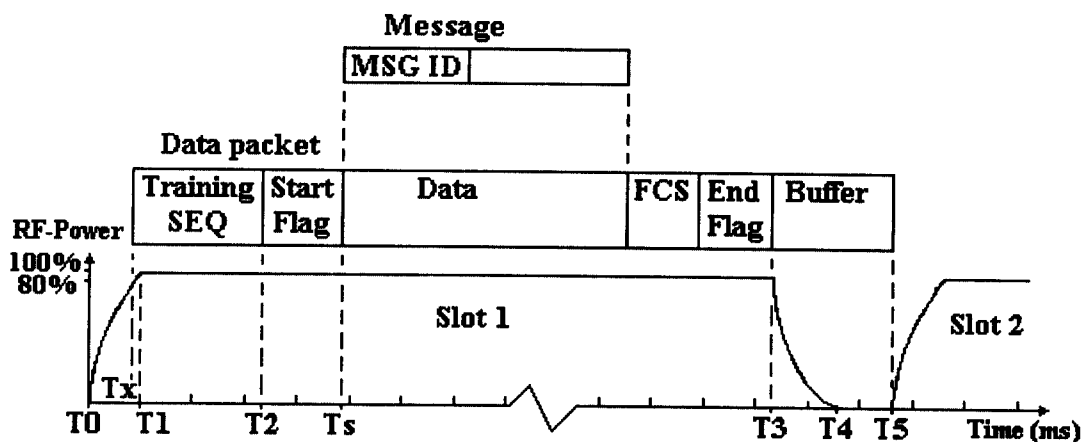 Message
MSG ID
Data packet
Training SEQ
Start Flag
Data
FCS
End Flag
Buffer
RF-Power
100%
80%
Slot 1
Slot 2
Tx
T0 T1 T2 Ts T3 T4 T5 Time (ms)